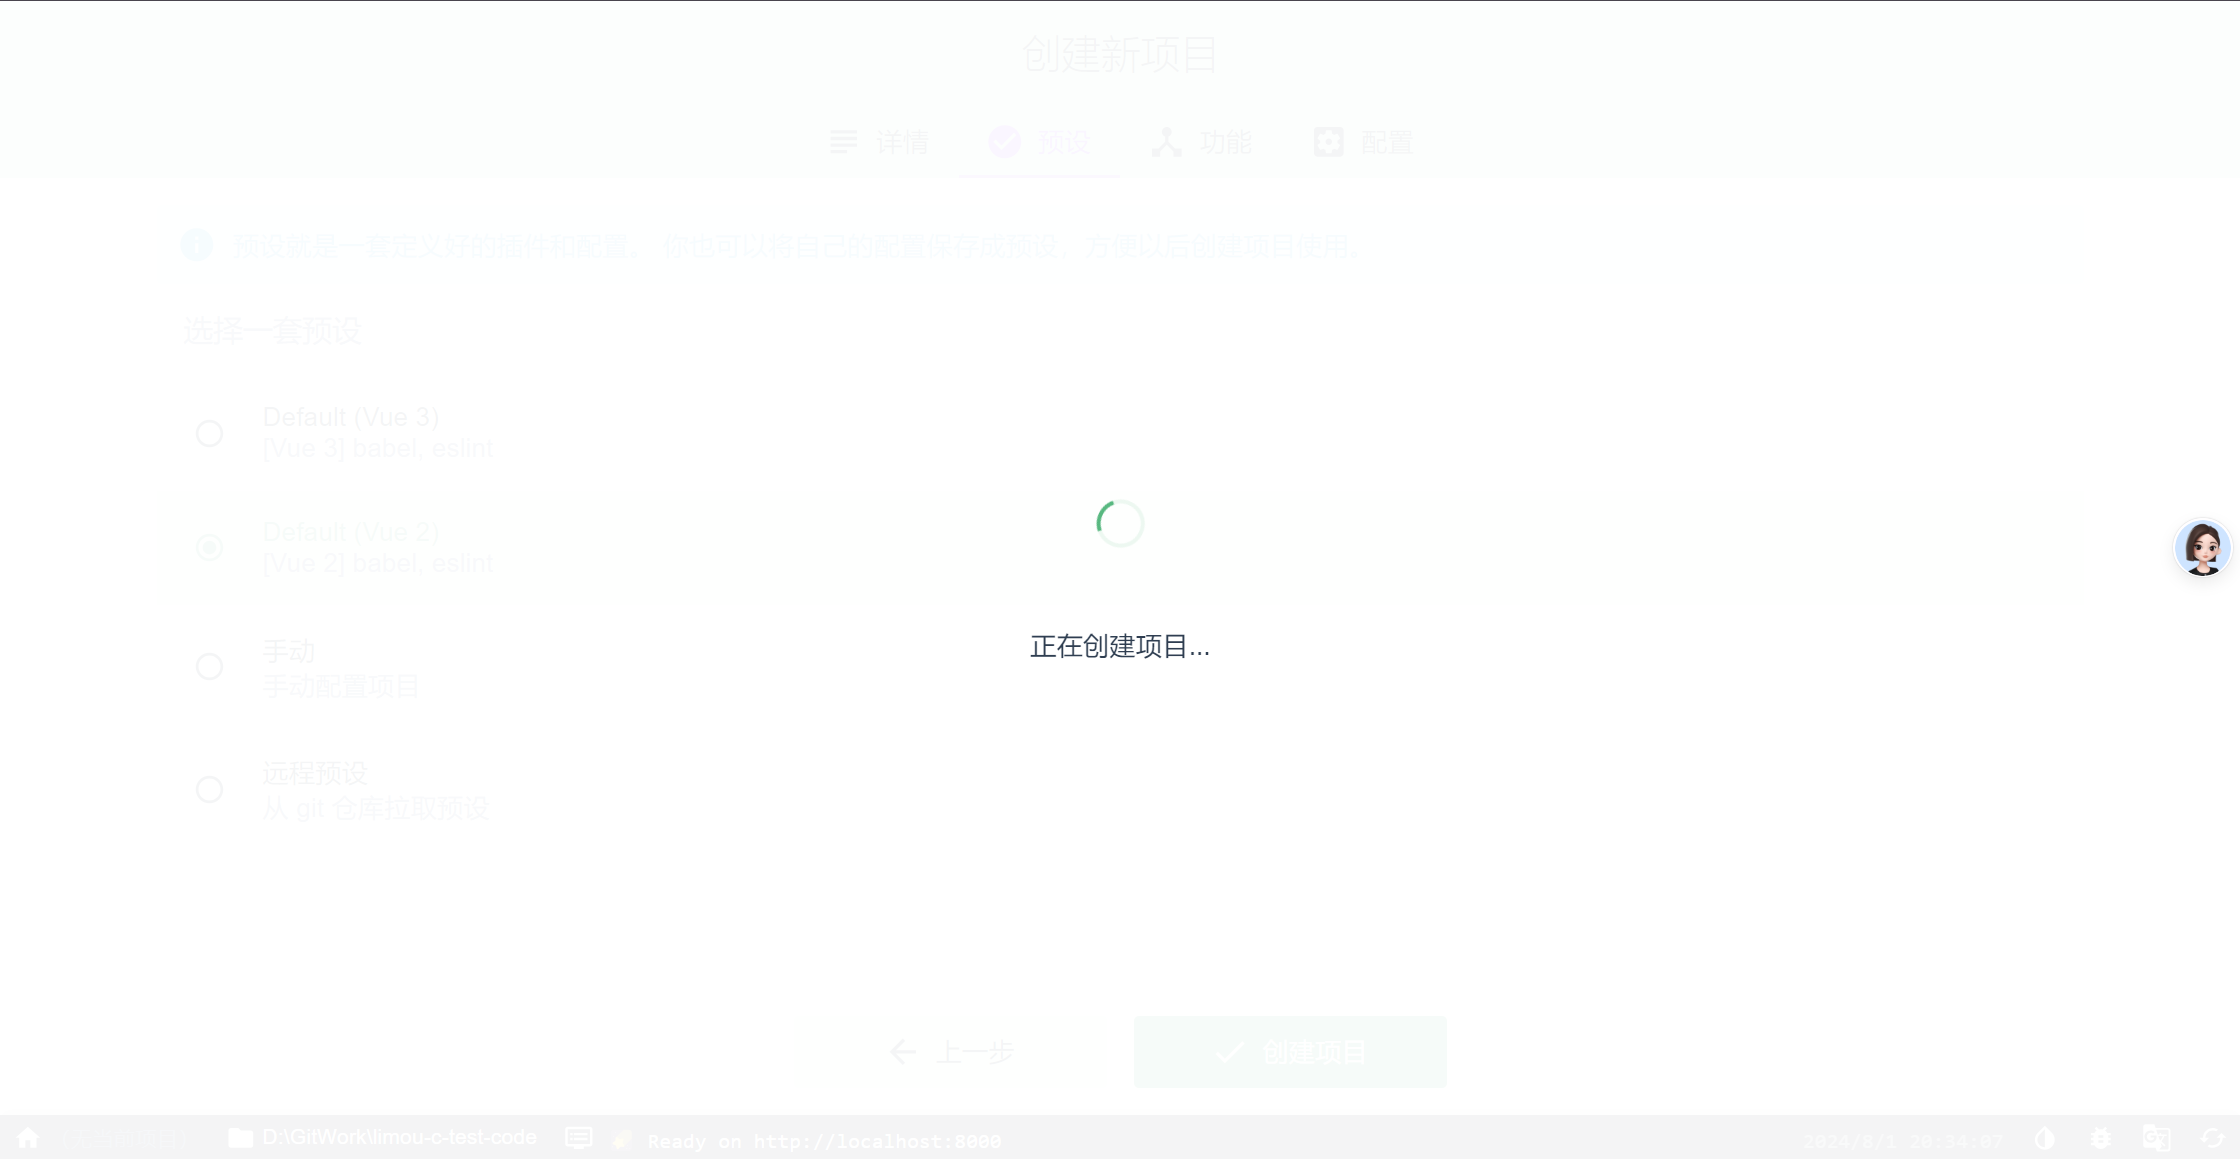 创建新项目
详情
预设
功能
配置
预设就是一套定义好的插件和配置。 你也可以将自己的配置保存成预设，方便以后创建项目使用。
选择一套预设
Default (Vue 3)
[Vue 3] babel, eslint
Default (Vue 2)
[Vue 2] babel, eslint
正在创建项目...
手动
手动配置项目
远程预设
从 git 仓库拉取预设
上一步
创建项目
D:\GitWork\limou-c-test-code
Ready on http://localhost:8000
2024/8/1 20:34:07